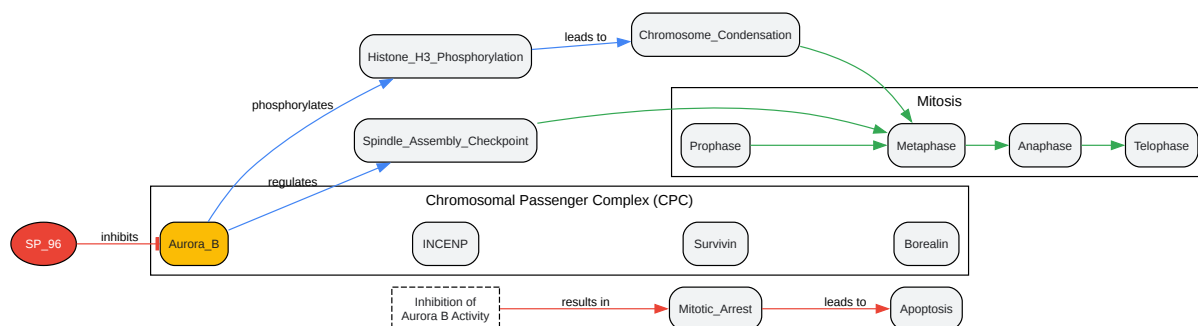 leads to
Chromosome_Condensation
Histone_H3_Phosphorylation
phosphorylates
Mitosis
Spindle_Assembly_Checkpoint
Prophase
Metaphase
Anaphase
Telophase
regulates
Chromosomal Passenger Complex (CPC)
SP_96
inhibits
Aurora_B
INCENP
Survivin
Borealin
Inhibition of
Aurora B Activity
results in
Mitotic_Arrest
leads to
Apoptosis